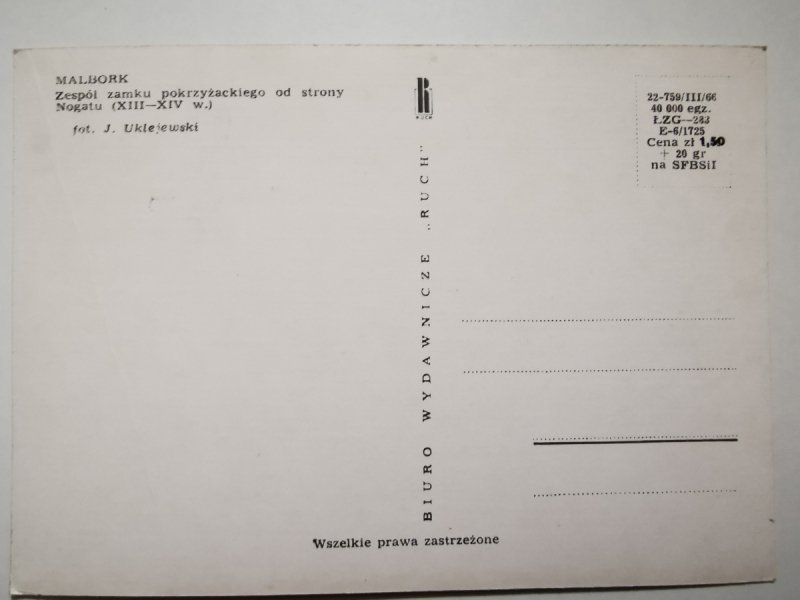 MALBORK
Zespół zamku pokrzyżackiego od strony
Nogatu (XIII—XIV w.)
fot. J. Uklejewski
RUCH
22-759/III/66
40 000 egz.
ŁZG—283
E-6/1725
Cena zł 1,50
+ 20 gr
na SFBSiI
BIURO WYDAWNICZE „RUCH"
Wszelkie prawa zastrzeżone